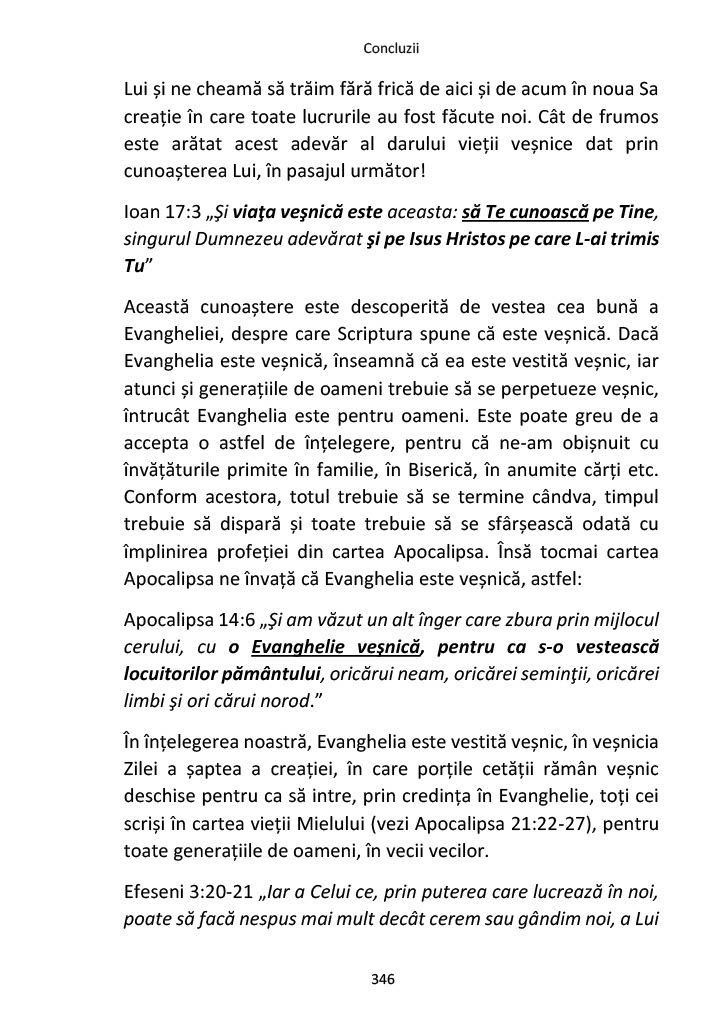 Concluzii
Lui și ne cheamă să trăim fără frică de aici și de acum în noua Sa
creație în care toate lucrurile au fost făcute noi. Cât de frumos
este arătat acest adevăr al darului vieții veșnice dat prin
cunoașterea Lui, în pasajul următor!
Ioan 17:3 „Şi viaţa veşnică este aceasta: să Te cunoască pe Tine,
singurul Dumnezeu adevărat şi pe Isus Hristos pe care L-ai trimis
Tu”
Această cunoaștere este descoperită de vestea cea bună a
Evangheliei, despre care Scriptura spune că este veșnică. Dacă
Evanghelia este veșnică, înseamnă că ea este vestită veșnic, iar
atunci și generațiile de oameni trebuie să se perpetueze veșnic,
întrucât Evanghelia este pentru oameni. Este poate greu de a
accepta o astfel de înțelegere, pentru că ne-am obișnuit cu
învățăturile primite în familie, în Biserică, în anumite cărți etc.
Conform acestora, totul trebuie să se termine cândva, timpul
trebuie să dispară și toate trebuie să se sfârșească odată cu
împlinirea profeției din cartea Apocalipsa. Însă tocmai cartea
Apocalipsa ne învață că Evanghelia este veșnică, astfel:
Apocalipsa 14:6 „Şi am văzut un alt înger care zbura prin mijlocul
cerului, cu o Evanghelie veşnică, pentru ca s-o vestească
locuitorilor pământului, oricărui neam, oricărei seminţii, oricărei
limbi şi ori cărui norod.”
În înțelegerea noastră, Evanghelia este vestită veșnic, în veșnicia
Zilei a șaptea a creației, în care porțile cetății rămân veșnic
deschise pentru ca să intre, prin credința în Evanghelie, toți cei
scriși în cartea vieții Mielului (vezi Apocalipsa 21:22-27), pentru
toate generațiile de oameni, în vecii vecilor.
Efeseni 3:20-21 „Iar a Celui ce, prin puterea care lucrează în noi,
poate să facă nespus mai mult decât cerem sau gândim noi, a Lui
346